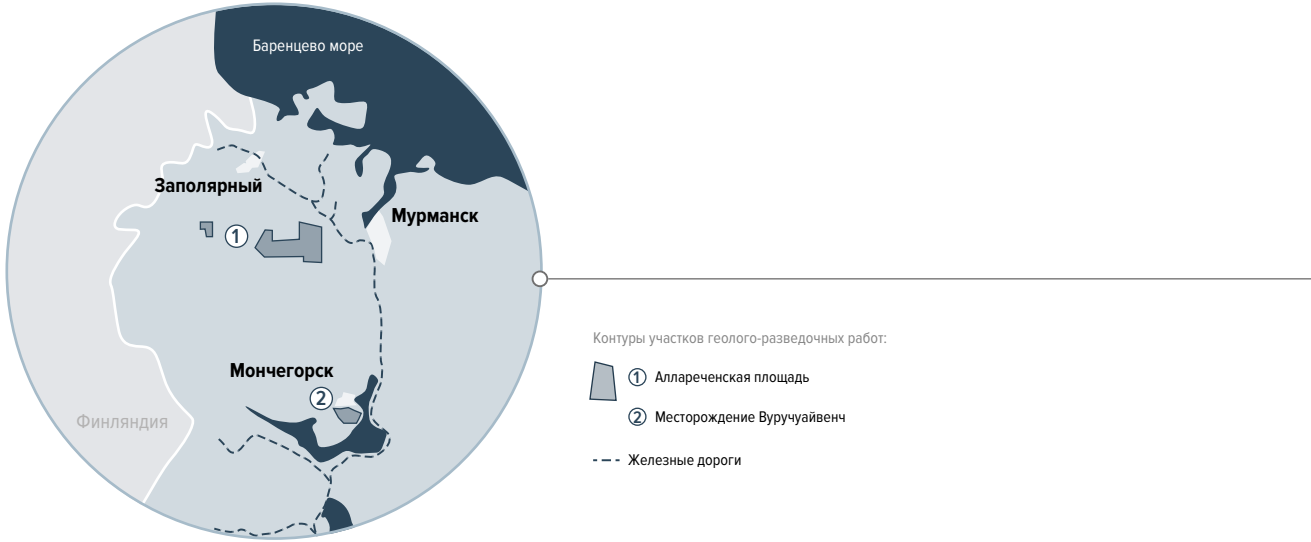 Баренцево море
Заполярный
Мурманск
1
Контуры участков геолого-разведочных работ:
Мончегорск
1 Аллареченская площадь
2
2 Месторождение Вуручуайвенч
Финляндия
Железные дороги